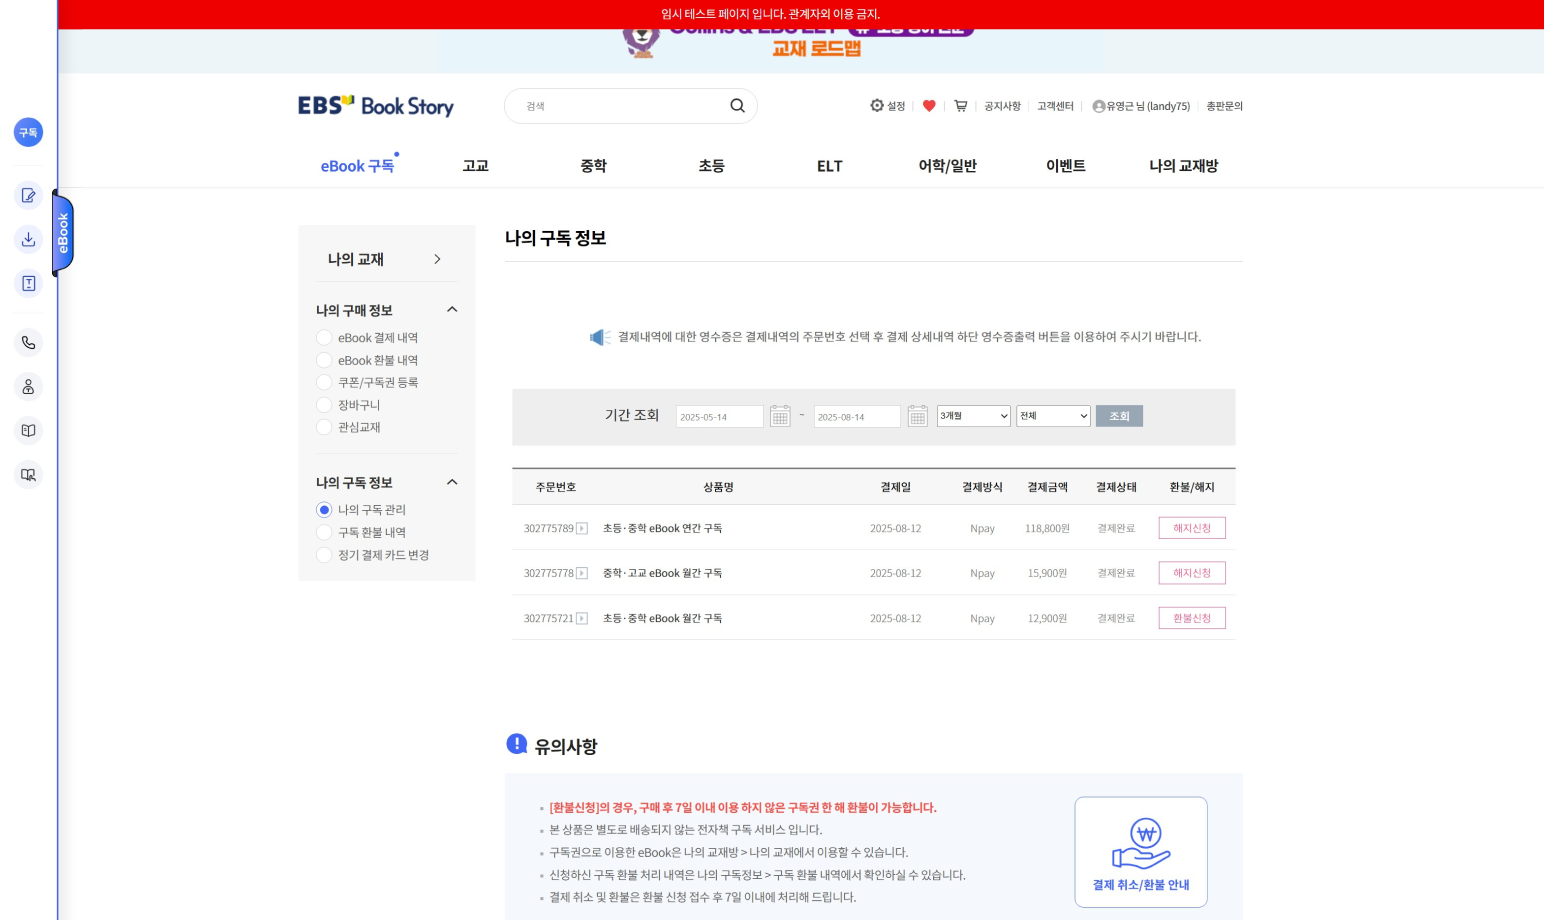 임시 테스트 페이지 입니다. 관계자외 이용 금지.
교재 로드맵
구독
eBook
EBS Book Story
검색
설정
공지사항
고객센터
유영근 님 (landy75)
총판문의
eBook 구독 고교 중학 초등 ELT 어학/일반 이벤트 나의 교재방
나의 교재
나의 구매 정보
eBook 결제 내역
eBook 환불 내역
쿠폰/구독권 등록
장바구니
관심교재
나의 구독 정보
나의 구독 관리
구독 환불 내역
정기 결제 카드 변경
나의 구독 정보
결제내역에 대한 영수증은 결제내역의 주문번호 선택 후 결제 상세내역 하단 영수증출력 버튼을 이용하여 주시기 바랍니다.
기간 조회 2025-05-14 ~ 2025-08-14 3개월 전체 조회
주문번호 상품명 결제일 결제방식 결제금액 결제상태 환불/해지
302775789 초등·중학 eBook 연간 구독 2025-08-12 Npay 118,800원 결제완료 해지신청
302775778 중학·고교 eBook 월간 구독 2025-08-12 Npay 15,900원 결제완료 해지신청
302775721 초등·중학 eBook 월간 구독 2025-08-12 Npay 12,900원 결제완료 환불신청
유의사항
[환불신청]의 경우, 구매 후 7일 이내 이용 하지 않은 구독권 한 해 환불이 가능합니다.
본 상품은 별도로 배송되지 않는 전자책 구독 서비스 입니다.
구독권으로 이용한 eBook은 나의 교재방 > 나의 교재에서 이용할 수 있습니다.
신청하신 구독 환불 처리 내역은 나의 구독정보 > 구독 환불 내역에서 확인하실 수 있습니다.
결제 취소 및 환불은 환불 신청 접수 후 7일 이내에 처리해 드립니다.
결제 취소/환불 안내